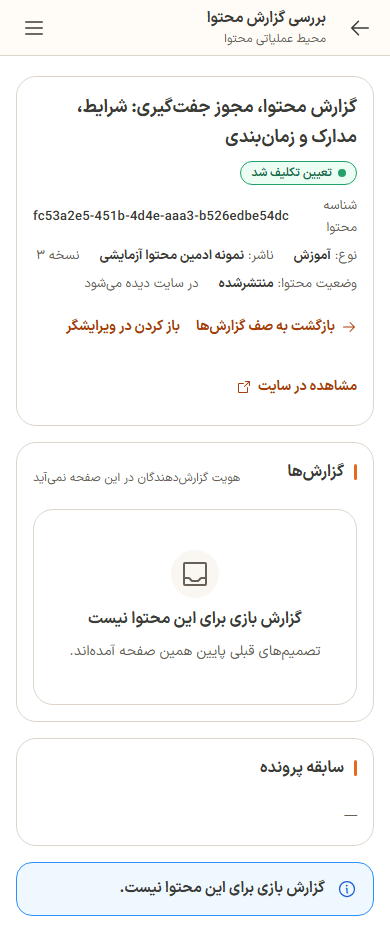 بررسی گزارش محتوا
محیط عملیاتی محتوا
گزارش محتوا، مجوز جفت‌گیری: شرایط،
مدارک و زمان‌بندی
تعیین تکلیف شد
شناسه محتوا
fc53a2e5-451b-4d4e-aaa3-b526edbe54dc
نوع: آموزش ناشر: نمونه ادمین محتوا آزمایشی نسخه ۳
وضعیت محتوا: منتشرشده در سایت دیده می‌شود
بازگشت به صف گزارش‌ها باز کردن در ویرایشگر
مشاهده در سایت
گزارش‌ها
هویت گزارش‌دهندگان در این صفحه نمی‌آید
گزارش بازی برای این محتوا نیست
تصمیم‌های قبلی پایین همین صفحه آمده‌اند.
سابقه پرونده
—
گزارش بازی برای این محتوا نیست.